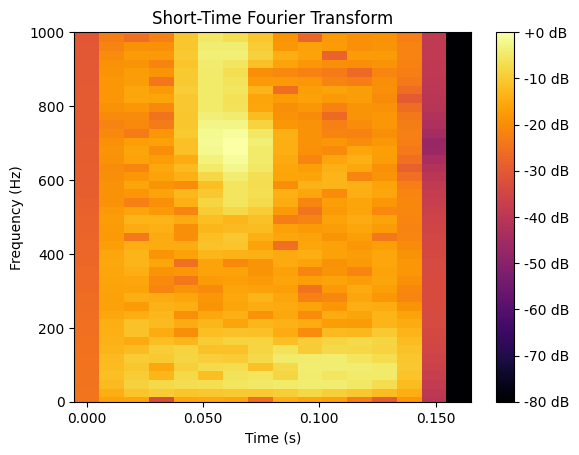 Short-Time Fourier Transform
Frequency (Hz)
1000
800
600
400
200
0
0.000
0.050
0.100
0.150
Time (s)
+0 dB
-10 dB
-20 dB
-30 dB
-40 dB
-50 dB
-60 dB
-70 dB
-80 dB